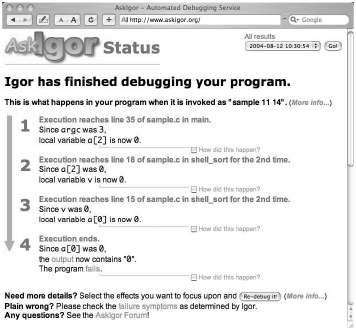 AskIgor – Automated Debugging Service
http://www.askigor.org/
Google
AskIgor Status
All results
2004-08-12 10:30:54
Go!
Igor has finished debugging your program.
This is what happens in your program when it is invoked as "sample 11 14". (More info...)
1 Execution reaches line 35 of sample.c in main.
Since argc was 3,
local variable a[2] is now 0.
How did this happen?
2 Execution reaches line 18 of sample.c in shell_sort for the 2nd time.
Since a[2] was 0,
local variable v is now 0.
How did this happen?
3 Execution reaches line 15 of sample.c in shell_sort for the 2nd time.
Since v was 0,
local variable a[0] is now 0.
How did this happen?
4 Execution ends.
Since a[0] was 0,
the output now contains "0".
The program fails.
How did this happen?
Need more details? Select the effects you want to focus upon and Re-debug it! (More info...)
Plain wrong? Please check the failure symptoms as determined by Igor.
Any questions? See the AskIgor Forum!